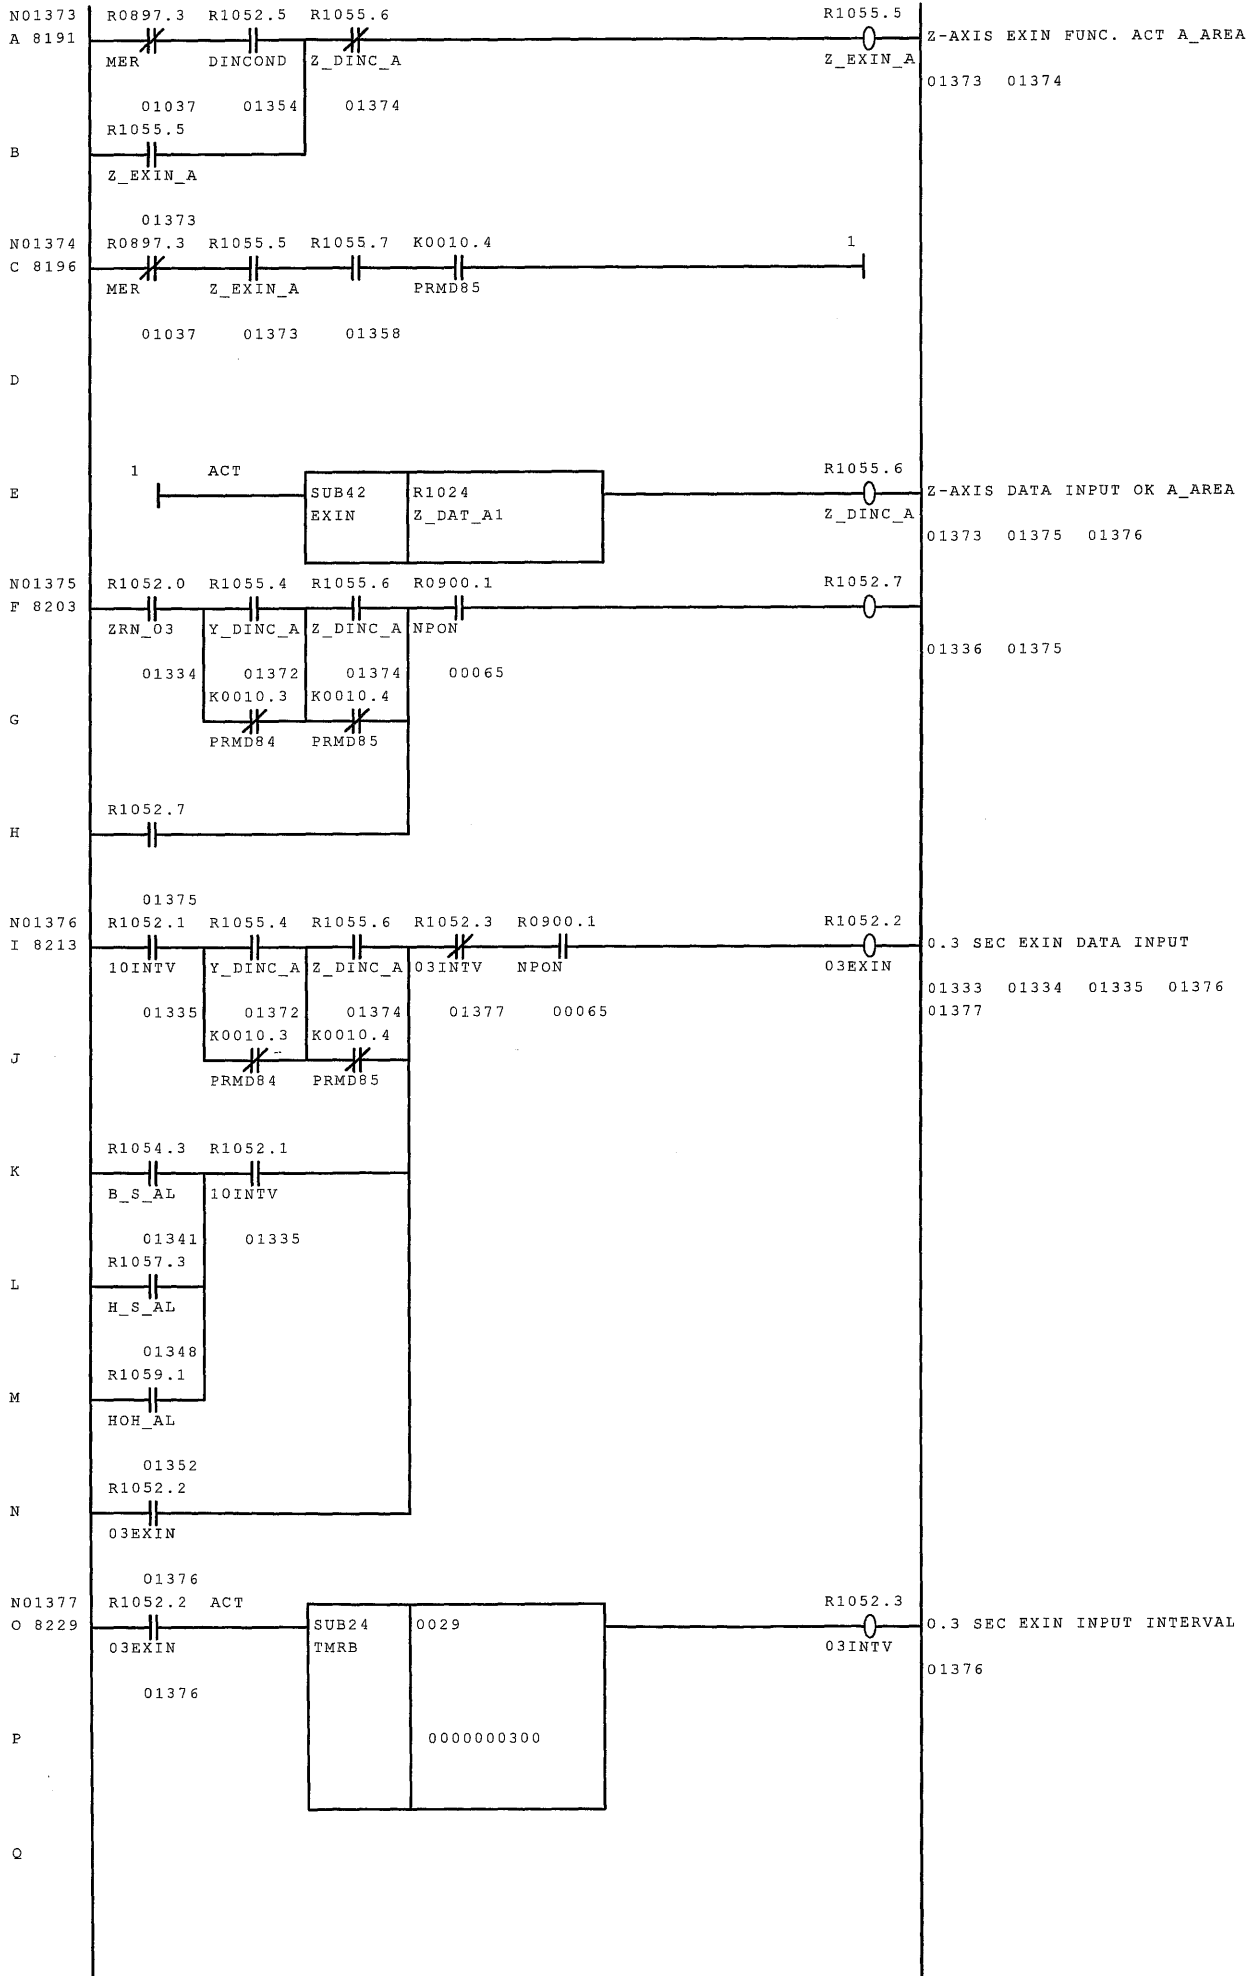 N01373 R0897.3 R1052.5 R1055.6 R1055.5
A 8191 Z-AXIS EXIN FUNC. ACT A_AREA
MER DINCOND Z_DINC_A Z_EXIN_A
01373 01374
01037 01354 01374
R1055.5
B
Z_EXIN_A
01373
N01374 R0897.3 R1055.5 R1055.7 K0010.4 1
C 8196
MER Z_EXIN_A PRMD85
01037 01373 01358
D
1 ACT R1055.6
E SUB42 R1024 Z-AXIS DATA INPUT OK A_AREA
EXIN Z_DAT_A1 Z_DINC_A
01373 01375 01376
N01375 R1052.0 R1055.4 R1055.6 R0900.1 R1052.7
F 8203
ZRN_03 Y_DINC_A Z_DINC_A NPON
01336 01375
01334 01372 01374 00065
K0010.3 K0010.4
G
PRMD84 PRMD85
R1052.7
H
01375
N01376 R1052.1 R1055.4 R1055.6 R1052.3 R0900.1 R1052.2
I 8213 0.3 SEC EXIN DATA INPUT
10INTV Y_DINC_A Z_DINC_A 03INTV NPON 03EXIN
01333 01334 01335 01376
01335 01372 01374 01377 00065 01377
K0010.3 K0010.4
J
PRMD84 PRMD85
R1054.3 R1052.1
K
B_S_AL 10INTV
01341 01335
R1057.3
L
H_S_AL
01348
R1059.1
M
HOH_AL
01352
R1052.2
N
03EXIN
01376
N01377 R1052.2 ACT R1052.3
O 8229 SUB24 0029 0.3 SEC EXIN INPUT INTERVAL
03EXIN TMRB 03INTV
01376
01376
P 0000000300
Q